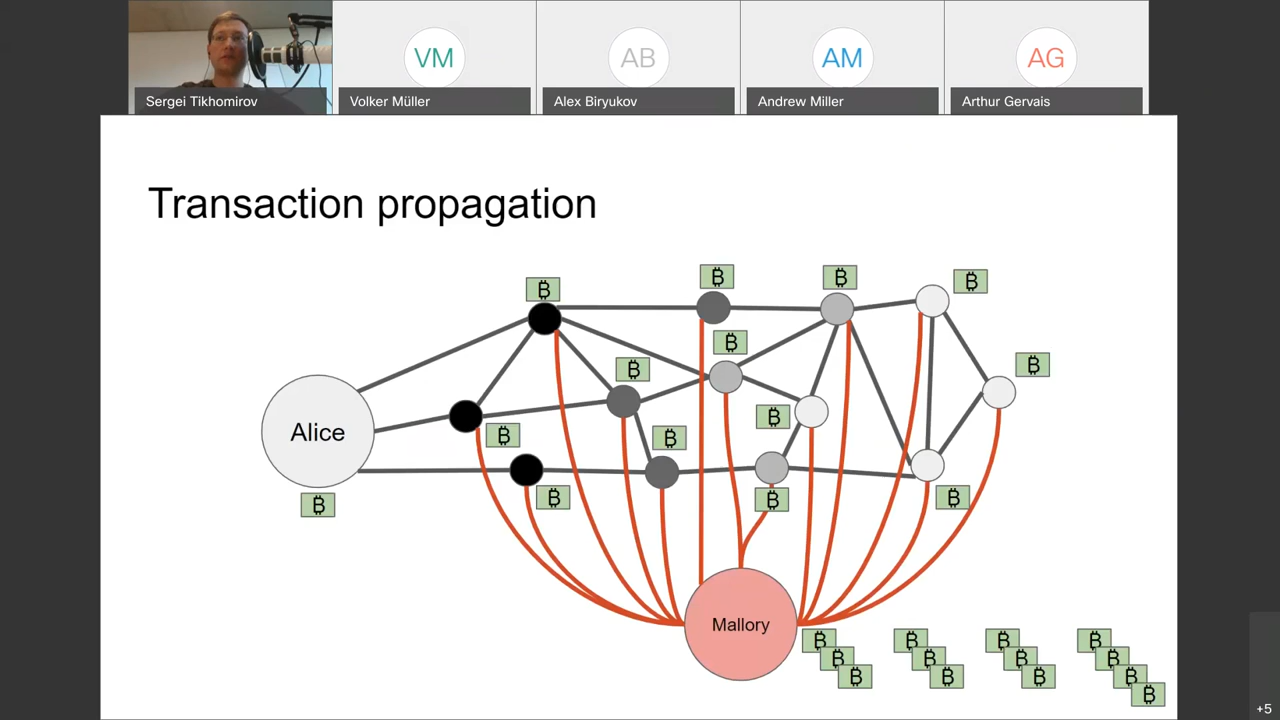 VM
AB
AM
AG
Sergei Tikhomirov
Volker Müller
Alex Biryukov
Andrew Miller
Arthur Gervais
Transaction propagation
₿
₿
₿
₿
₿
₿
₿
₿
₿
Alice
₿
₿
₿
₿
₿
Mallory
₿ ₿ ₿ ₿
₿ ₿ ₿ ₿
₿ ₿ ₿ ₿
₿
+5